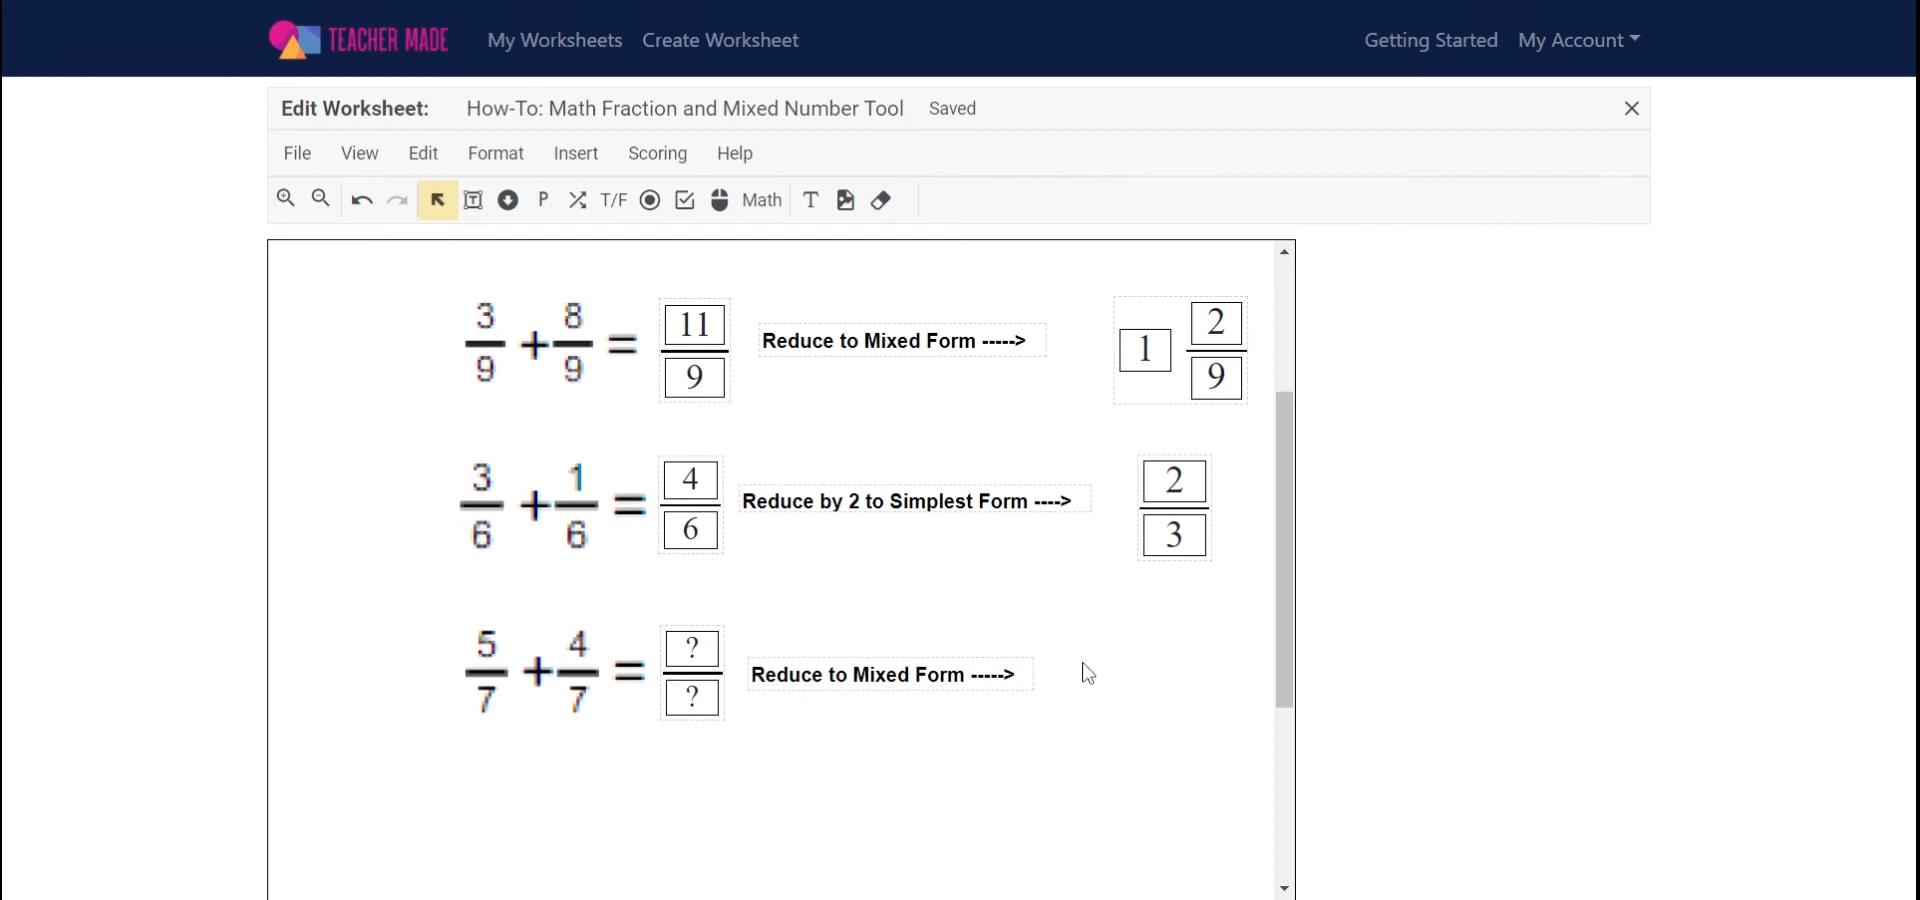 TEACHER MADE My Worksheets Create Worksheet Getting Started My Account
Edit Worksheet: How-To: Math Fraction and Mixed Number Tool Saved
File View Edit Format Insert Scoring Help
T P T/F Math T
3/9 + 8/9 = 11/9 Reduce to Mixed Form -----> 1 2/9
3/6 + 1/6 = 4/6 Reduce by 2 to Simplest Form ----> 2/3
5/7 + 4/7 = ?/? Reduce to Mixed Form ----->